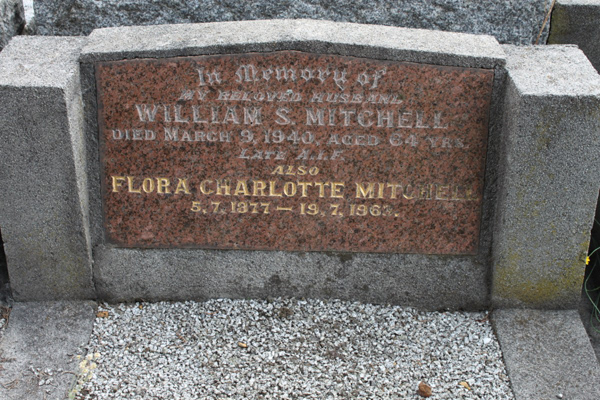 In Memory of
MY BELOVED HUSBAND
WILLIAM S. MITCHELL
DIED MARCH 9, 1940. AGED 64 YRS.
LATE A.I.F.
ALSO
FLORA CHARLOTTE MITCHELL
5.7.1877 — 19.7.1963.